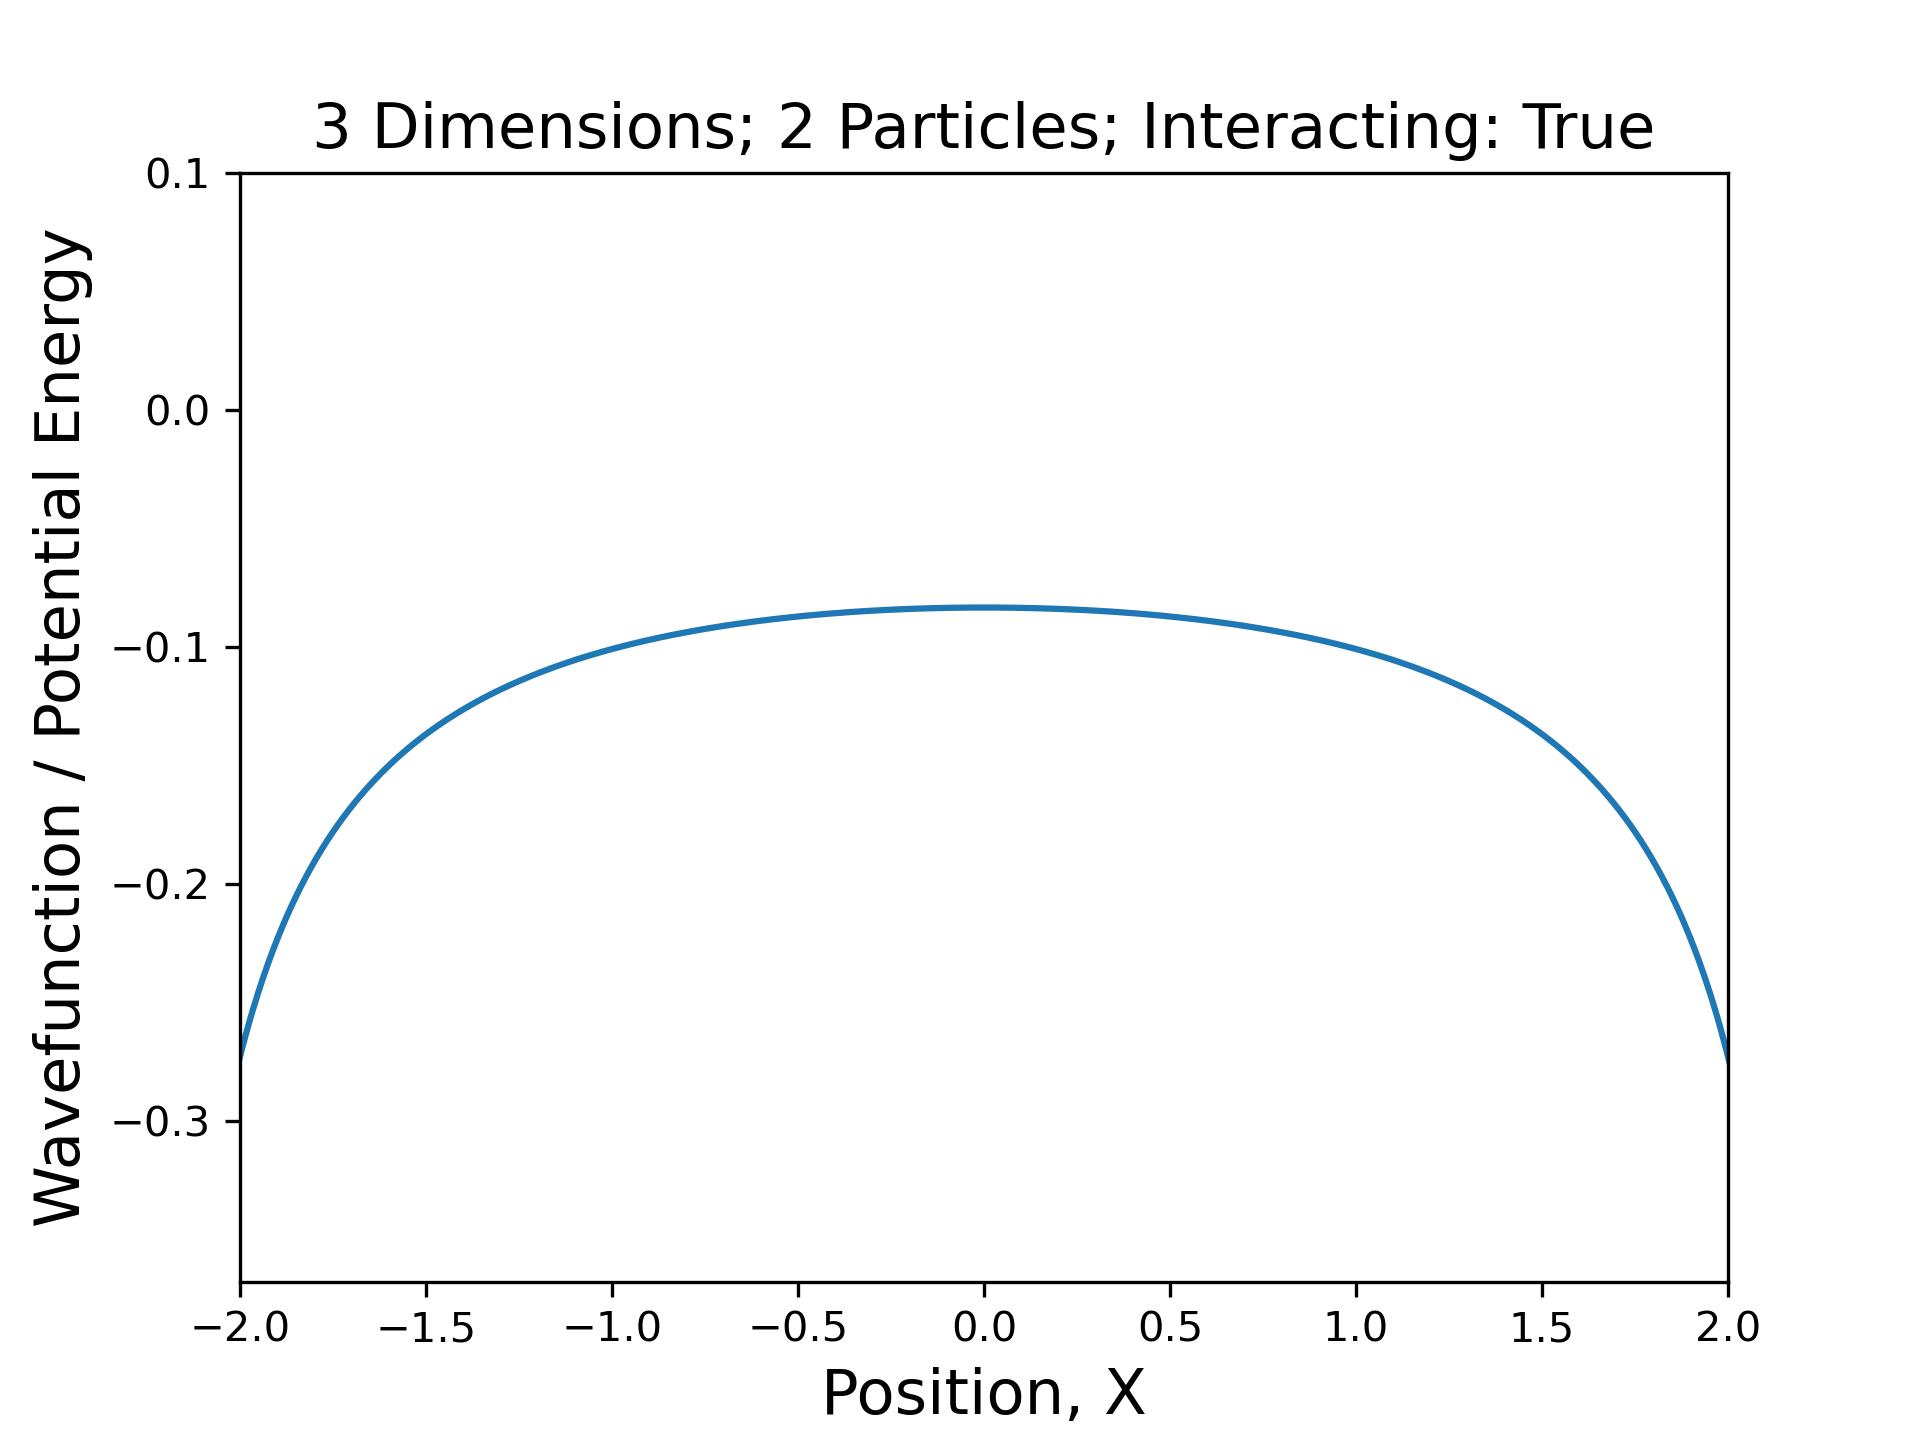 3 Dimensions; 2 Particles; Interacting: True
Wavefunction / Potential Energy
0.1
0.0
−0.1
−0.2
−0.3
−2.0 −1.5 −1.0 −0.5 0.0 0.5 1.0 1.5 2.0
Position, X